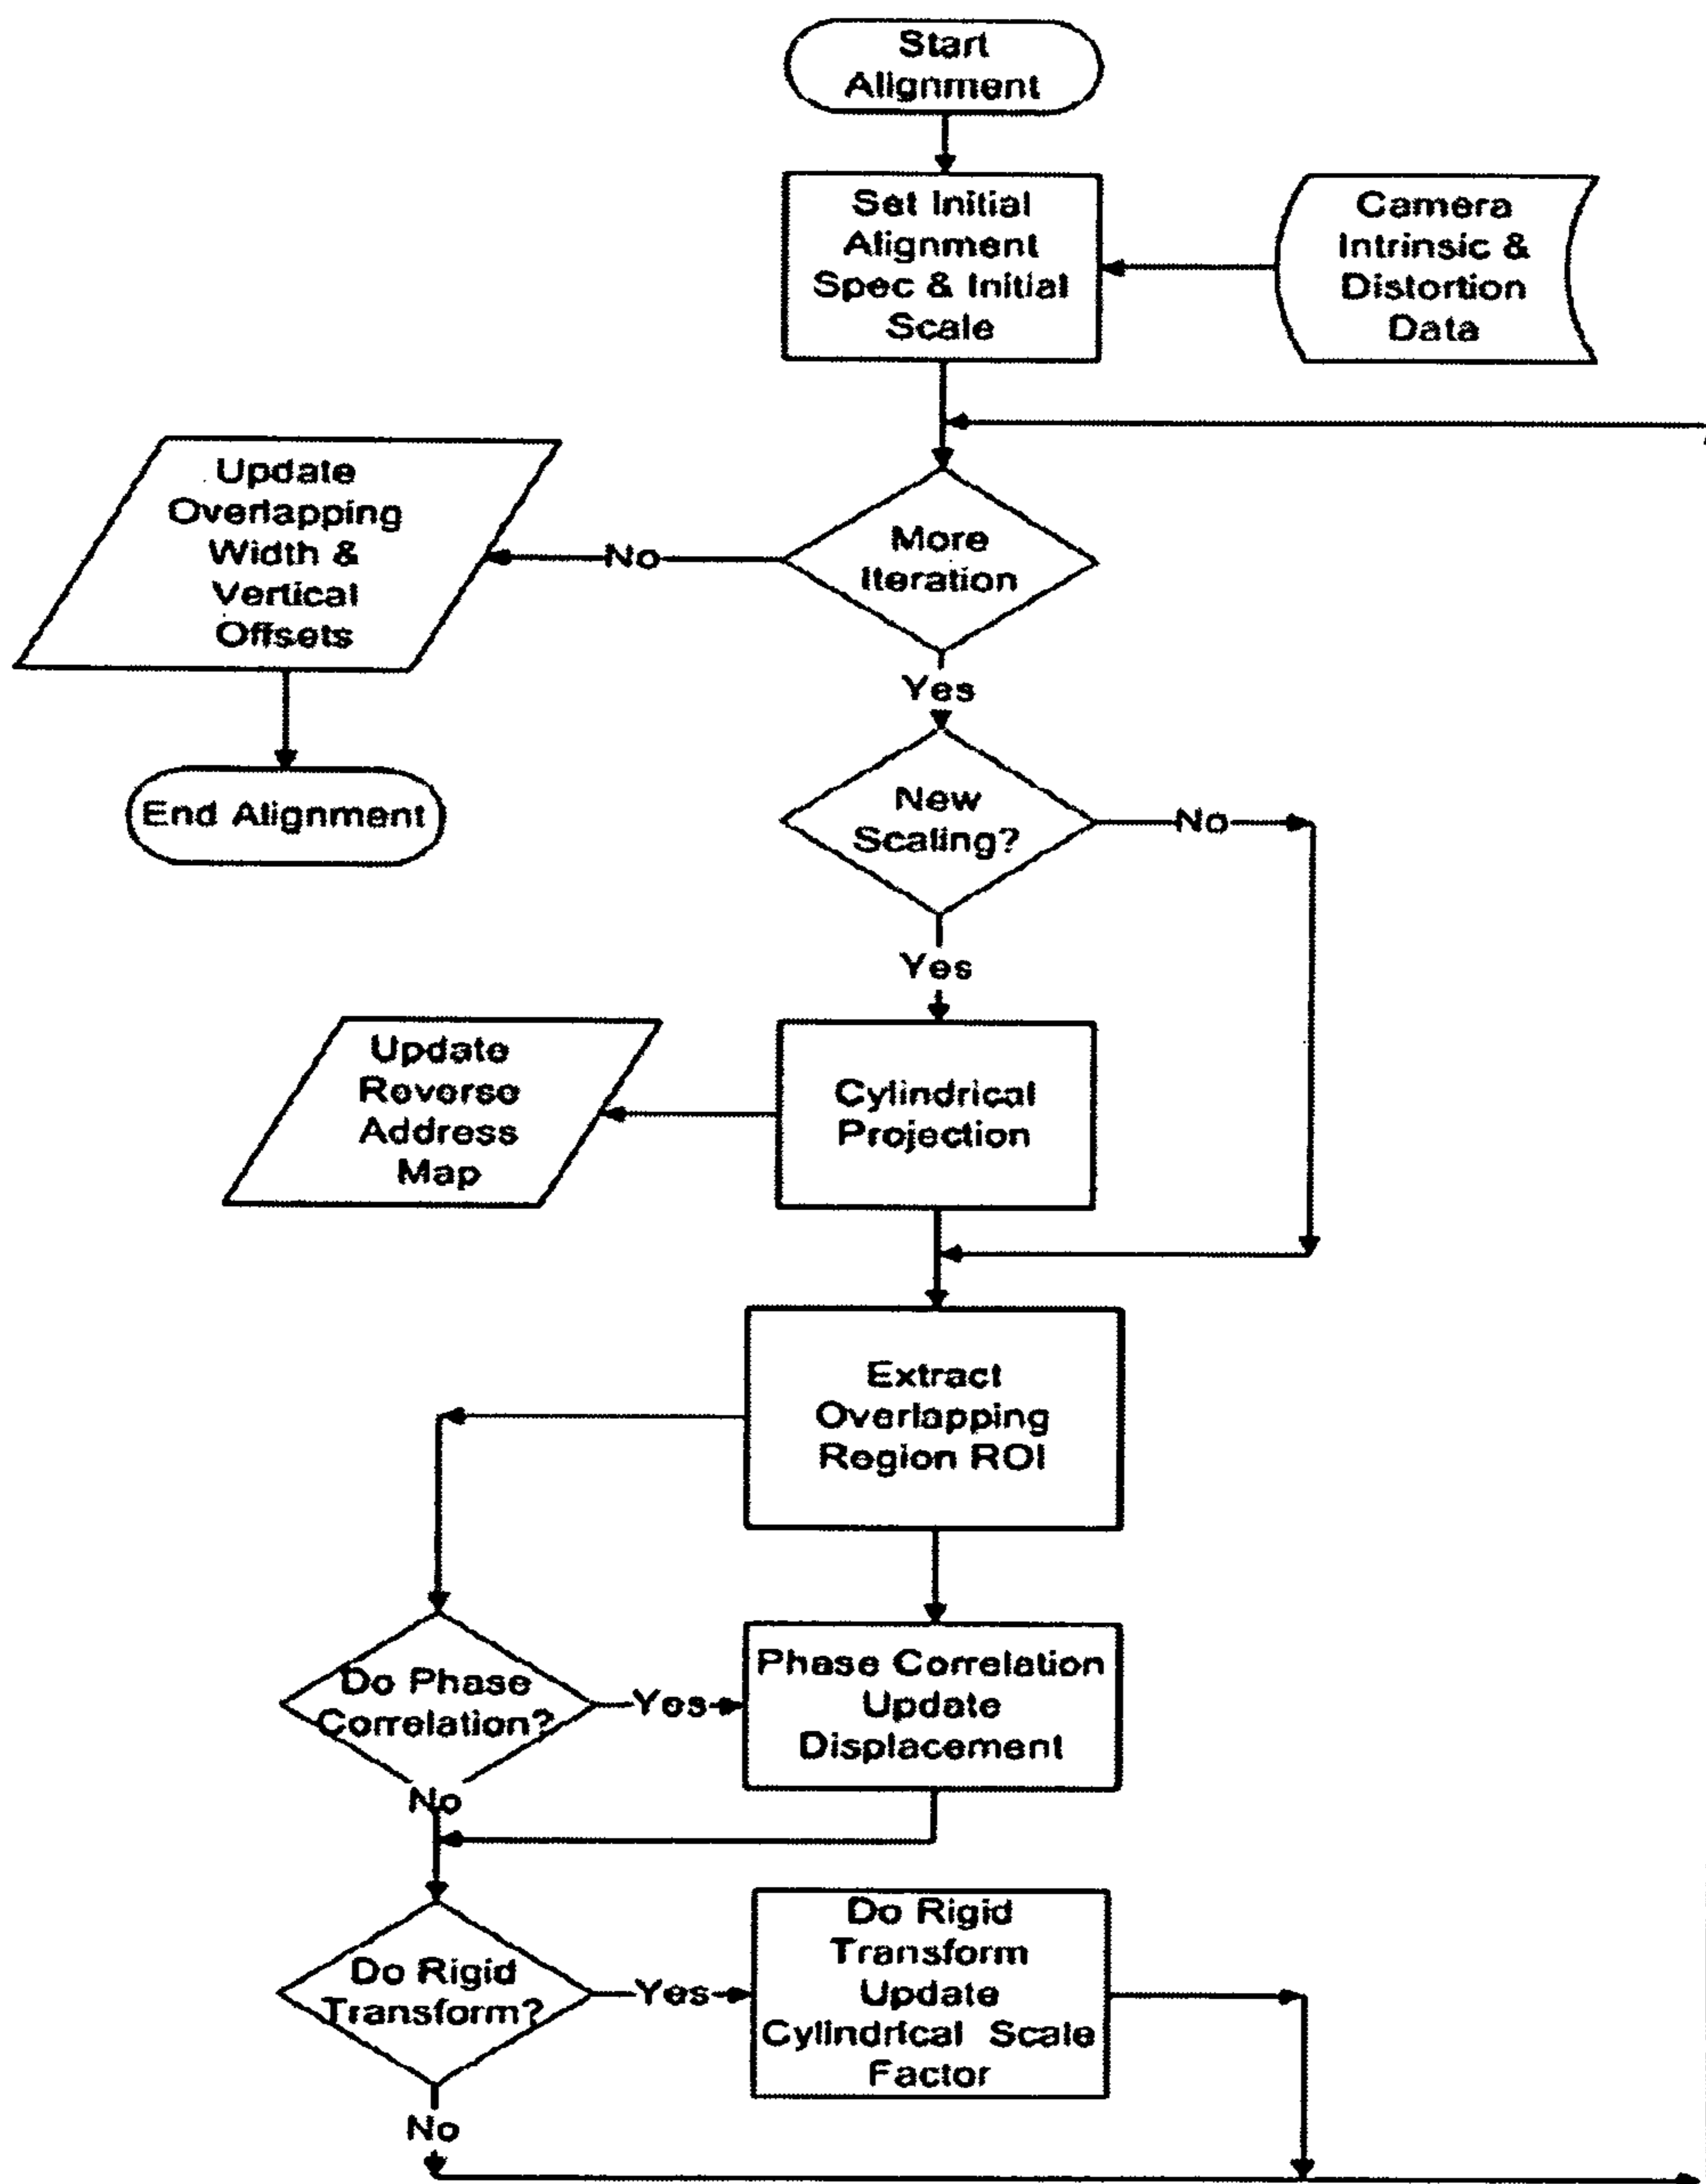 Start
Alignment
Set Initial
Alignment
Spec & Initial
Scale
Camera
Intrinsic &
Distortion
Data
Update
Overlapping
Width &
Vertical
Offsets
No
More
Iteration
Yes
End Alignment
New
Scaling?
No
Yes
Update
Reverse
Address
Map
Cylindrical
Projection
Extract
Overlapping
Region ROI
Do Phase
Correlation?
Yes
Phase Correlation
Update
Displacement
No
Do Rigid
Transform?
Yes
Do Rigid
Transform
Update
Cylindrical Scale
Factor
No